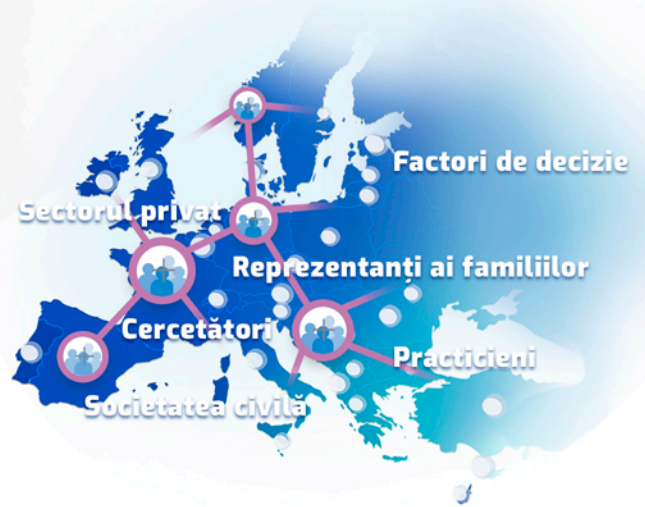 Factori de decizie
Sectorul privat
Reprezentanți ai familiilor
Cercetători
Practicieni
Societatea civilă